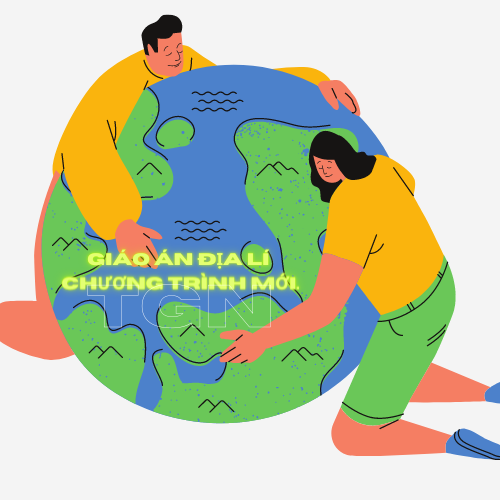 GIÁO ÁN ĐỊA LÍ
CHƯƠNG TRÌNH MỚI
TGN